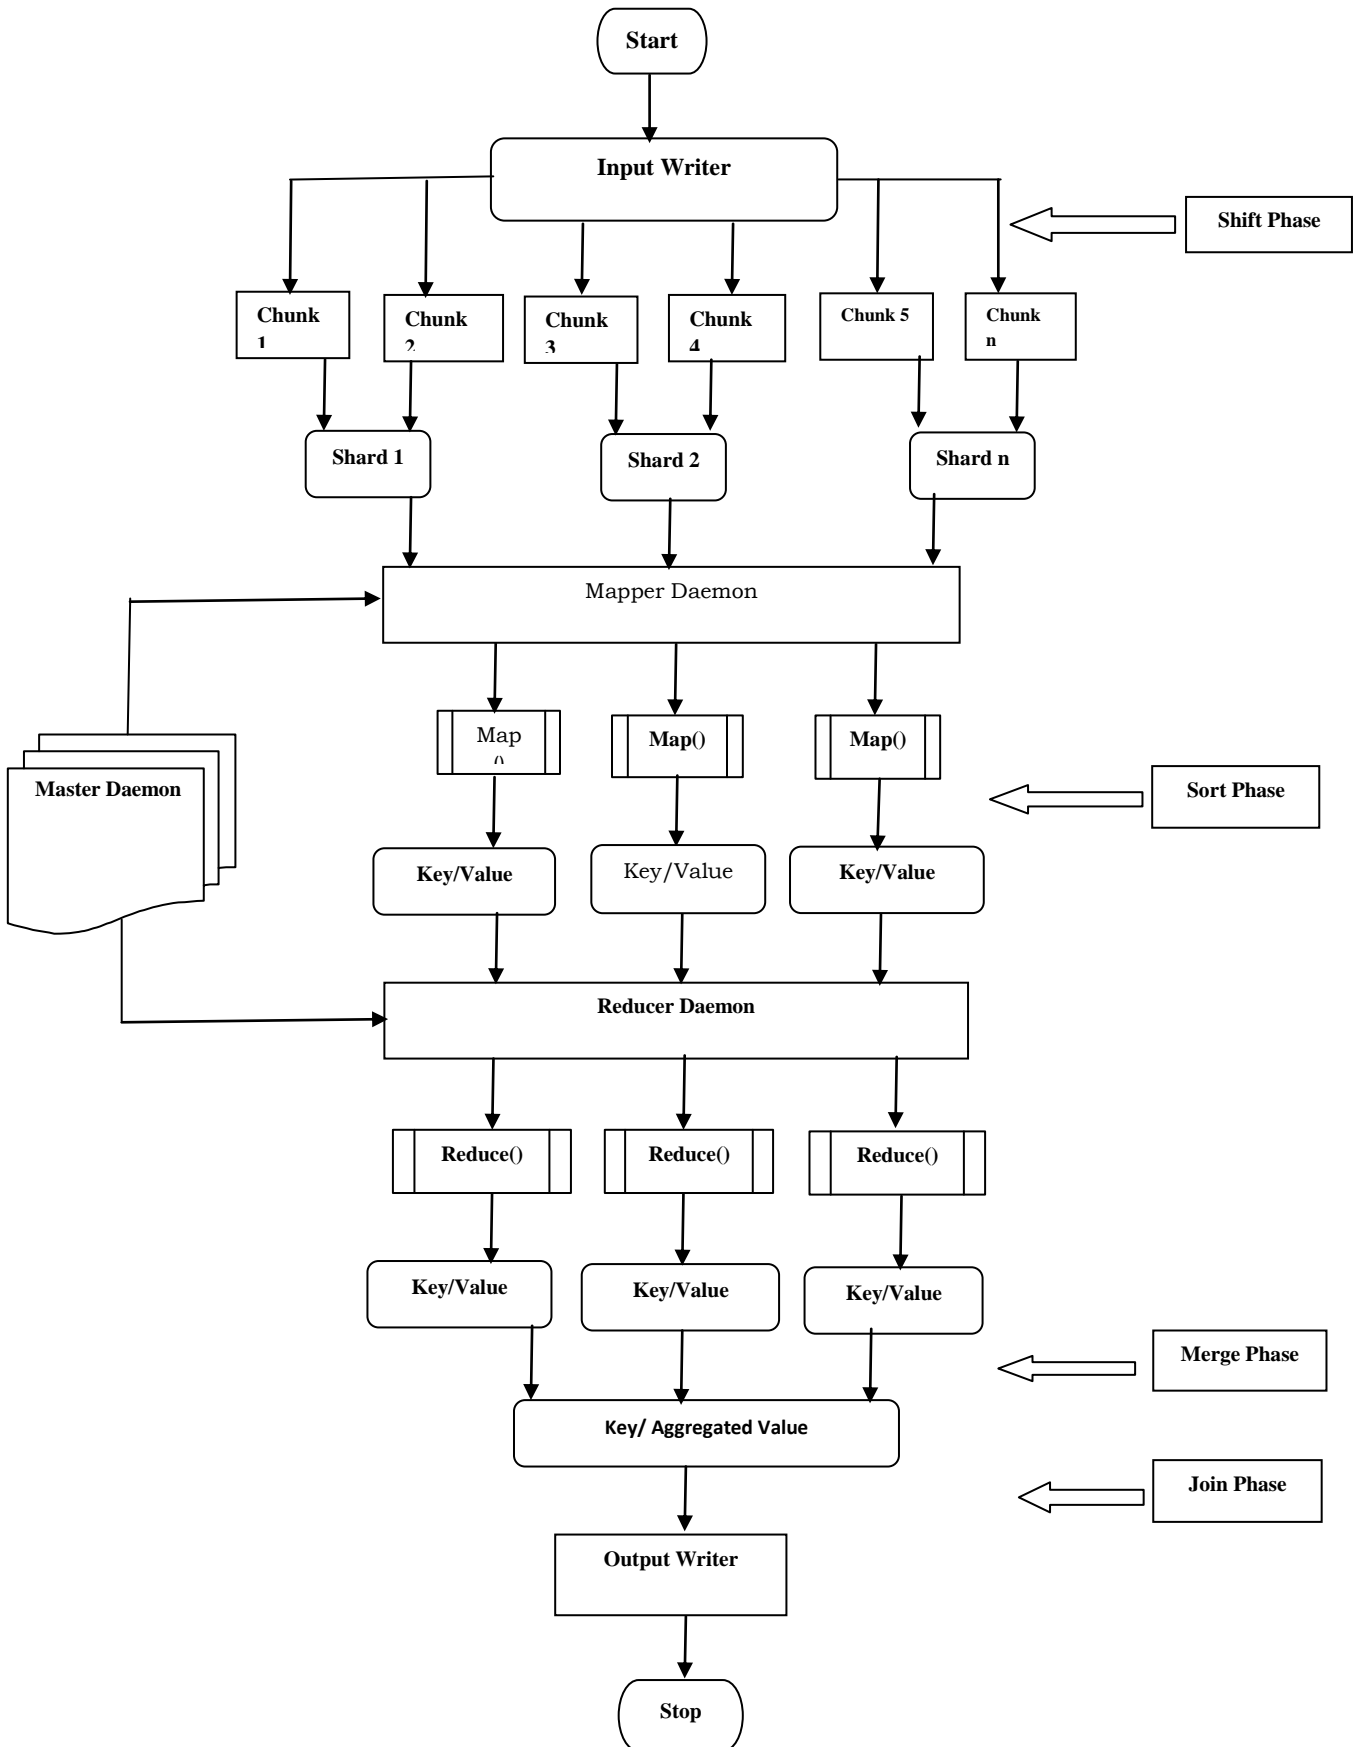 Start
Input Writer
Shift Phase
Chunk
1
Chunk
2
Chunk
3
Chunk
4
Chunk 5
Chunk
n
Shard 1
Shard 2
Shard n
Mapper Daemon
Map
()
Map()
Map()
Master Daemon
Sort Phase
Key/Value
Key/Value
Key/Value
Reducer Daemon
Reduce()
Reduce()
Reduce()
Key/Value
Key/Value
Key/Value
Merge Phase
Key/ Aggregated Value
Join Phase
Output Writer
Stop